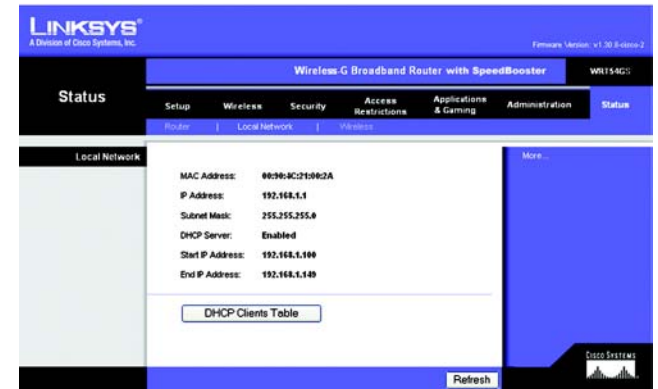 LINKSYS®
A Division of Cisco Systems, Inc.
Firmware Version: v1.30.8-cisco-2
Wireless-G Broadband Router with SpeedBooster
WRT54GS
Status
Setup Wireless Security Access Restrictions Applications & Gaming Administration Status
Router | Local Network | Wireless
Local Network
More...
MAC Address: 00:90:4C:21:00:2A
IP Address: 192.168.1.1
Subnet Mask: 255.255.255.0
DHCP Server: Enabled
Start IP Address: 192.168.1.100
End IP Address: 192.168.1.149
DHCP Clients Table
Refresh
CISCO SYSTEMS